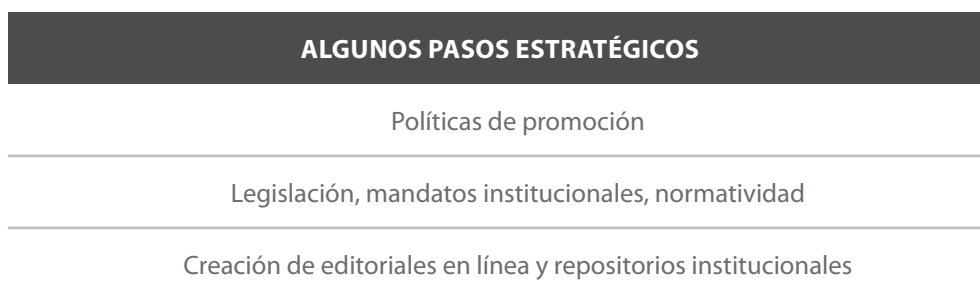 ALGUNOS PASOS ESTRATÉGICOS
Políticas de promoción
Legislación, mandatos institucionales, normatividad
Creación de editoriales en línea y repositorios institucionales